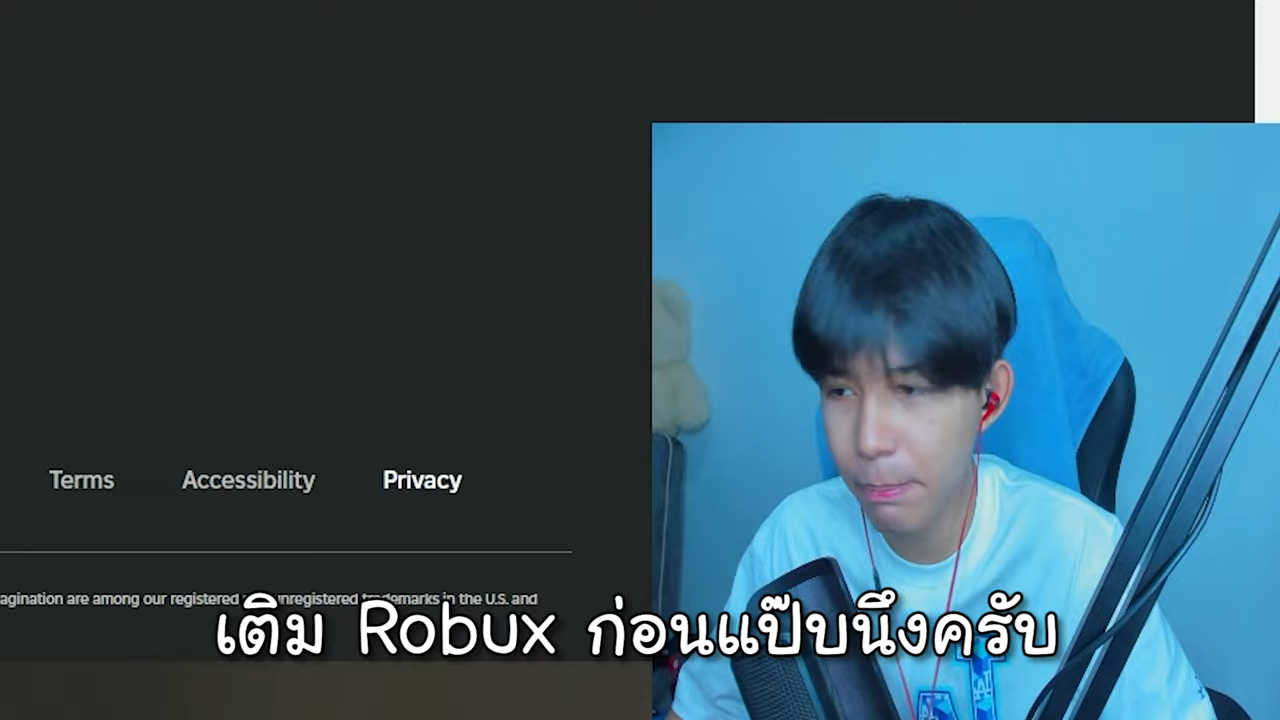 Terms Accessibility Privacy
agination are among our registered trademarks in the U.S. and
เติม Robux ก่อนแป๊บนึงครับ